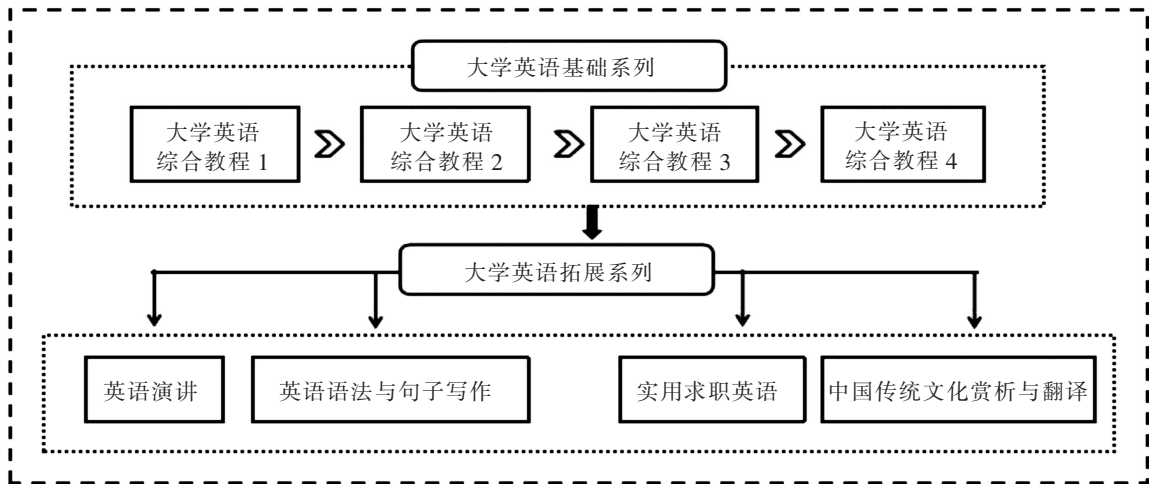 大学英语基础系列
大学英语
综合教程 1
大学英语
综合教程 2
大学英语
综合教程 3
大学英语
综合教程 4
大学英语拓展系列
英语演讲
英语语法与句子写作
实用求职英语
中国传统文化赏析与翻译